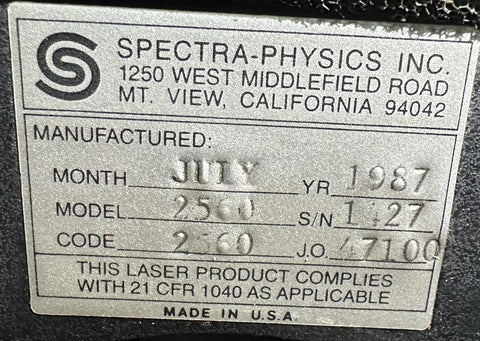 SPECTRA-PHYSICS INC.
1250 WEST MIDDLEFIELD ROAD
MT. VIEW, CALIFORNIA 94042
MANUFACTURED:
MONTH JULY YR 1987
MODEL 2560 S/N 1427
CODE 2560 J.O. 47100
THIS LASER PRODUCT COMPLIES
WITH 21 CFR 1040 AS APPLICABLE
MADE IN U.S.A.